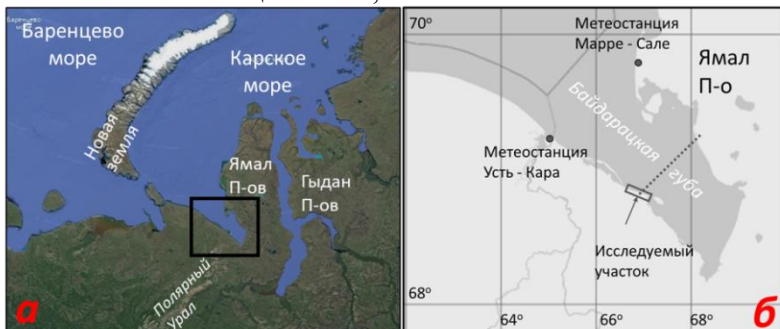 Баренцево
море
Карское
море
Новая
земля
Ямал
П-ов
Гыдан
П-ов
Полярный
Урал
а
70°
Метеостанция
Марре - Сале
Ямал
П-о
Байдарацкая губа
Метеостанция
Усть - Кара
Исследуемый
участок
68°
64° 66° 68°
б